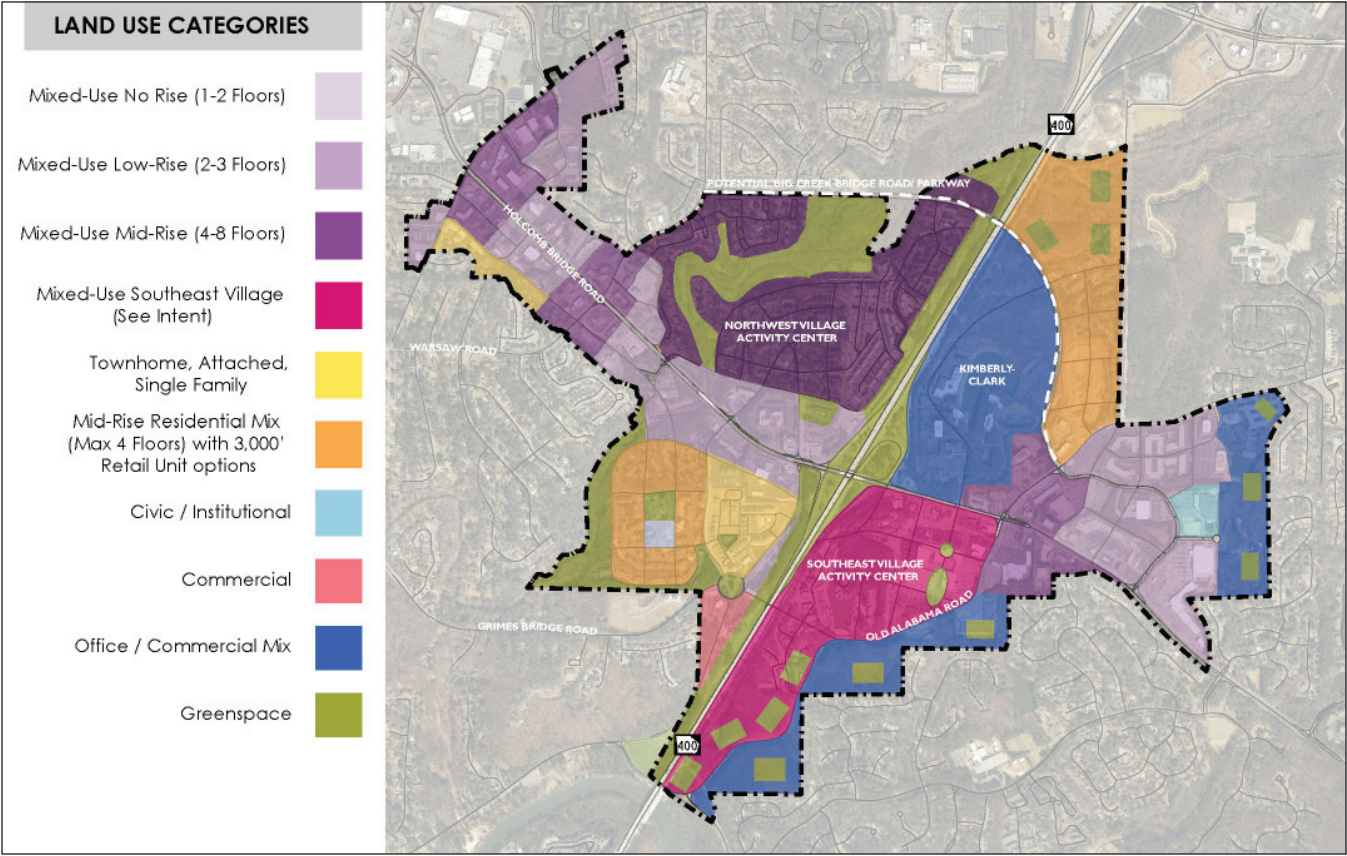 LAND USE CATEGORIES
Mixed-Use No Rise (1-2 Floors)
Mixed-Use Low-Rise (2-3 Floors)
Mixed-Use Mid-Rise (4-8 Floors)
Mixed-Use Southeast Village
(See Intent)
Townhome, Attached,
Single Family
Mid-Rise Residential Mix
(Max 4 Floors) with 3,000'
Retail Unit options
Civic / Institutional
Commercial
Office / Commercial Mix
Greenspace
400
POTENTIAL BIG CREEK BRIDGE ROAD/ PARKWAY
HOLCOMB BRIDGE ROAD
NORTHWEST VILLAGE
ACTIVITY CENTER
WARSAW ROAD
KIMBERLY-
CLARK
SOUTHEAST VILLAGE
ACTIVITY CENTER
OLD ALABAMA ROAD
GRIMES BRIDGE ROAD
400